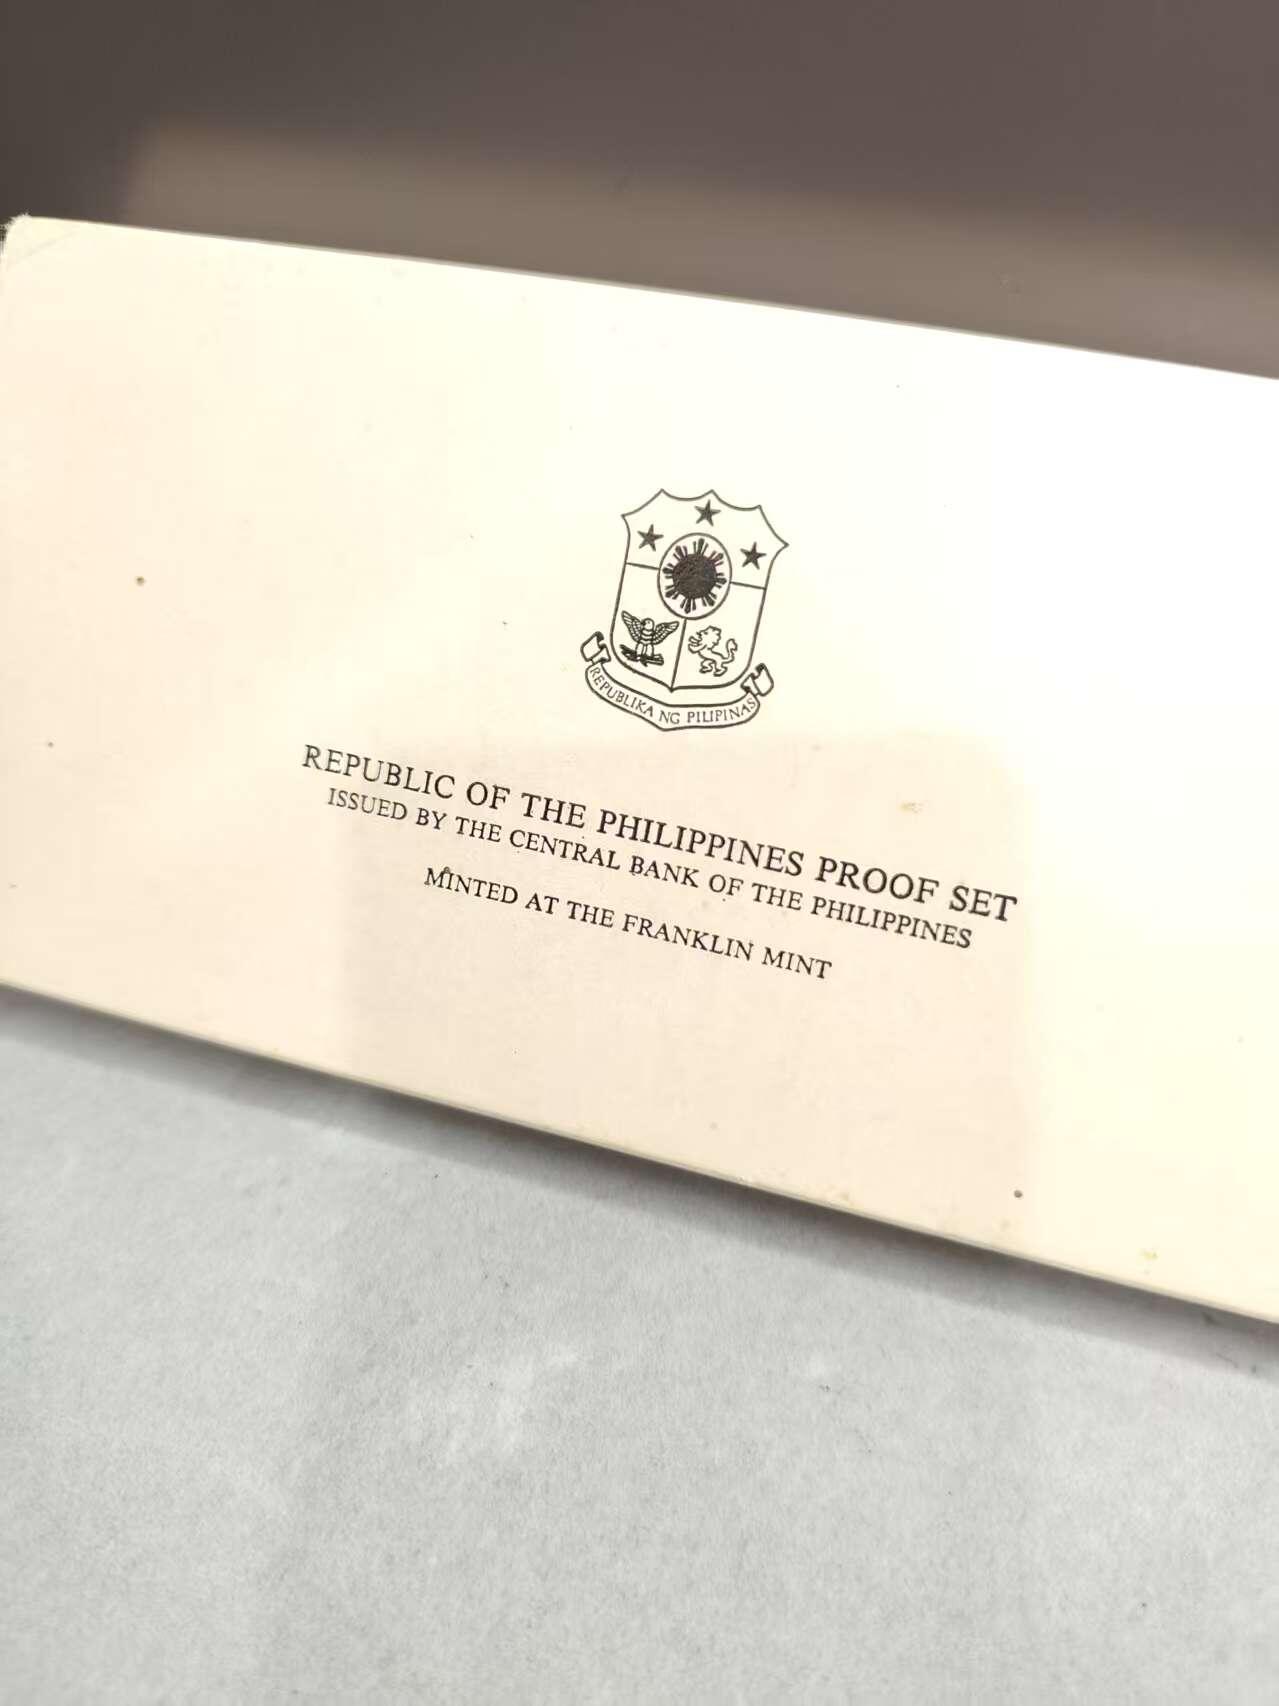 REPUBLIKA NG PILIPINAS
REPUBLIC OF THE PHILIPPINES PROOF SET
ISSUED BY THE CENTRAL BANK OF THE PHILIPPINES
MINTED AT THE FRANKLIN MINT